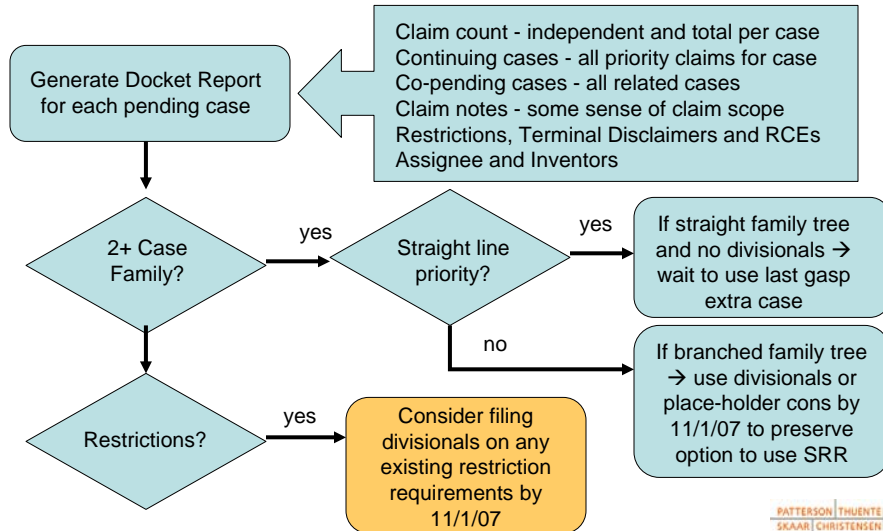 Claim count - independent and total per case
Continuing cases - all priority claims for case
Co-pending cases - all related cases
Claim notes - some sense of claim scope
Restrictions, Terminal Disclaimers and RCEs
Assignee and Inventors
Generate Docket Report
for each pending case
2+ Case
Family?
yes
Straight line
priority?
yes
If straight family tree
and no divisionals →
wait to use last gasp
extra case
no
If branched family tree
→ use divisionals or
place-holder cons by
11/1/07 to preserve
option to use SRR
Restrictions?
yes
Consider filing
divisionals on any
existing restriction
requirements by
11/1/07
PATTERSON THUENTE
SKAAR CHRISTENSEN